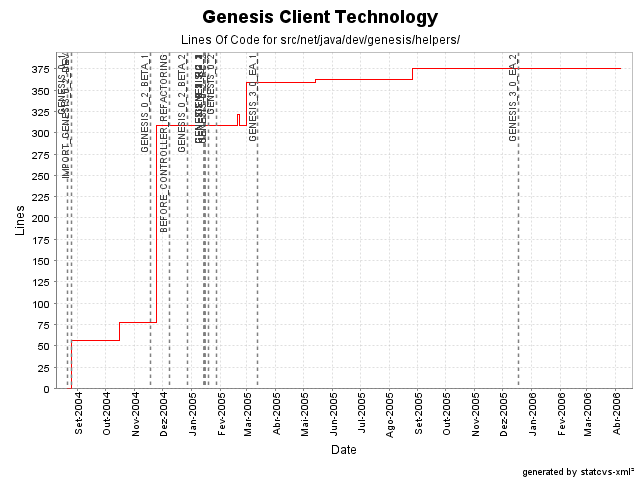 Genesis Client Technology
Lines Of Code for src/net/java/dev/genesis/helpers/
Lines
375
350
325
300
275
250
225
200
175
150
125
100
75
50
25
0
GENESIS_0_2_BETA_1
BEFORE_CONTROLLER_REFACTORING
GENESIS_0_2_BETA_2
GENESIS_0_2
GENESIS_3_0_EA_1
GENESIS_3_0_EA_2
Set-2004
Out-2004
Nov-2004
Dez-2004
Jan-2005
Fev-2005
Mar-2005
Abr-2005
Mai-2005
Jun-2005
Jul-2005
Ago-2005
Set-2005
Out-2005
Nov-2005
Dez-2005
Jan-2006
Fev-2006
Mar-2006
Abr-2006
Date
generated by statcvs-xml²